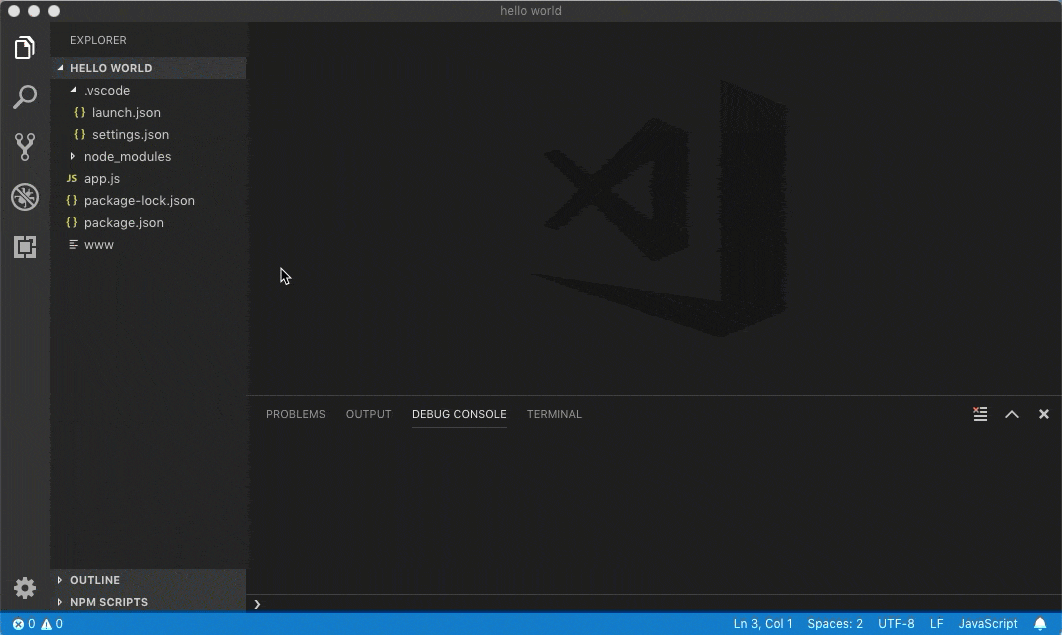 hello world
EXPLORER
HELLO WORLD
.vscode
{ } launch.json
{ } settings.json
node_modules
JS app.js
{ } package-lock.json
{ } package.json
www
PROBLEMS OUTPUT DEBUG CONSOLE TERMINAL
OUTLINE
NPM SCRIPTS
0 0 Ln 3, Col 1 Spaces: 2 UTF-8 LF JavaScript